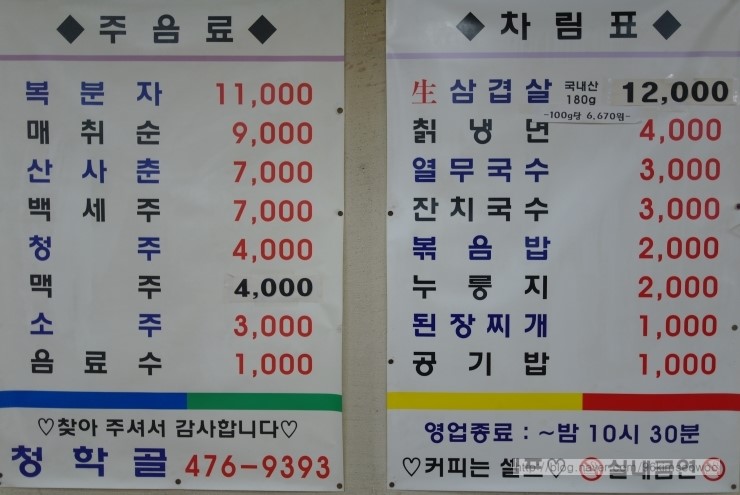 ◆주음료◆
복분자 11,000
매취순 9,000
산사춘 7,000
백세주 7,000
청주 4,000
맥주 4,000
소주 3,000
음료수 1,000
♡찾아 주셔서 감사합니다♡
청학골 476-9393
◆차림표◆
生삼겹살 국내산 180g 12,000
-100g당 6,670원-
칡냉면 4,000
열무국수 3,000
잔치국수 3,000
볶음밥 2,000
누룽지 2,000
된장찌개 1,000
공기밥 1,000
영업종료 : ~밤 10시 30분
♡커피는 셀프♡ 실내금연